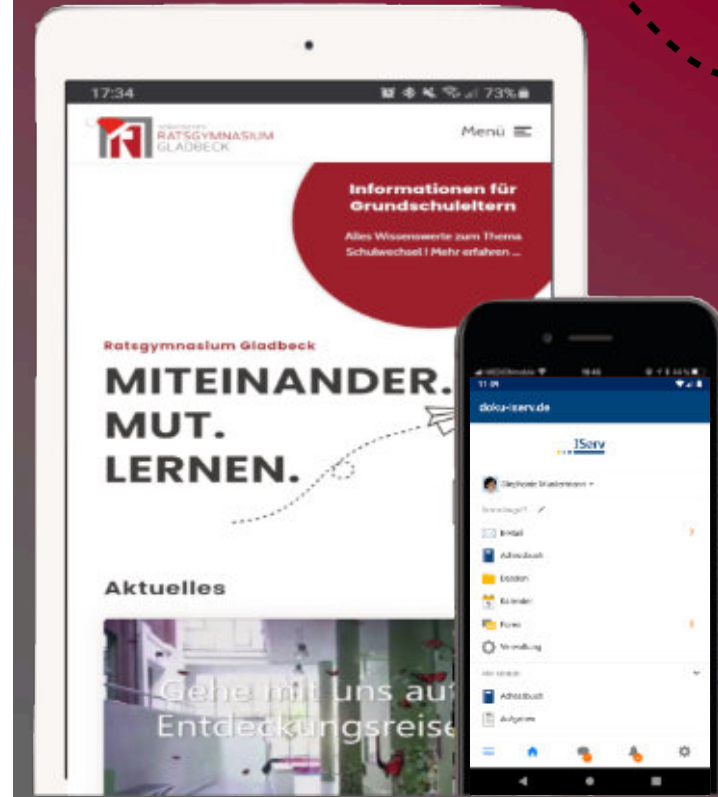 17:34
73%
RATSGYMNASIUM
GLADBECK
Menü
Informationen für
Grundschuleltern
Alles Wissenswerte zum Thema
Schulwechsel ! Mehr erfahren ...
Ratsgymnasium Gladbeck
MITEINANDER.
MUT.
LERNEN.
Aktuelles
Gehe mit uns auf
Entdeckungsreise
doku-iserv.de
IServ
Stephanie Mustermann
E-Mail
Adressbuch
Dateien
Kalender
Foren
Verwaltung
Adressbuch
Aufgaben